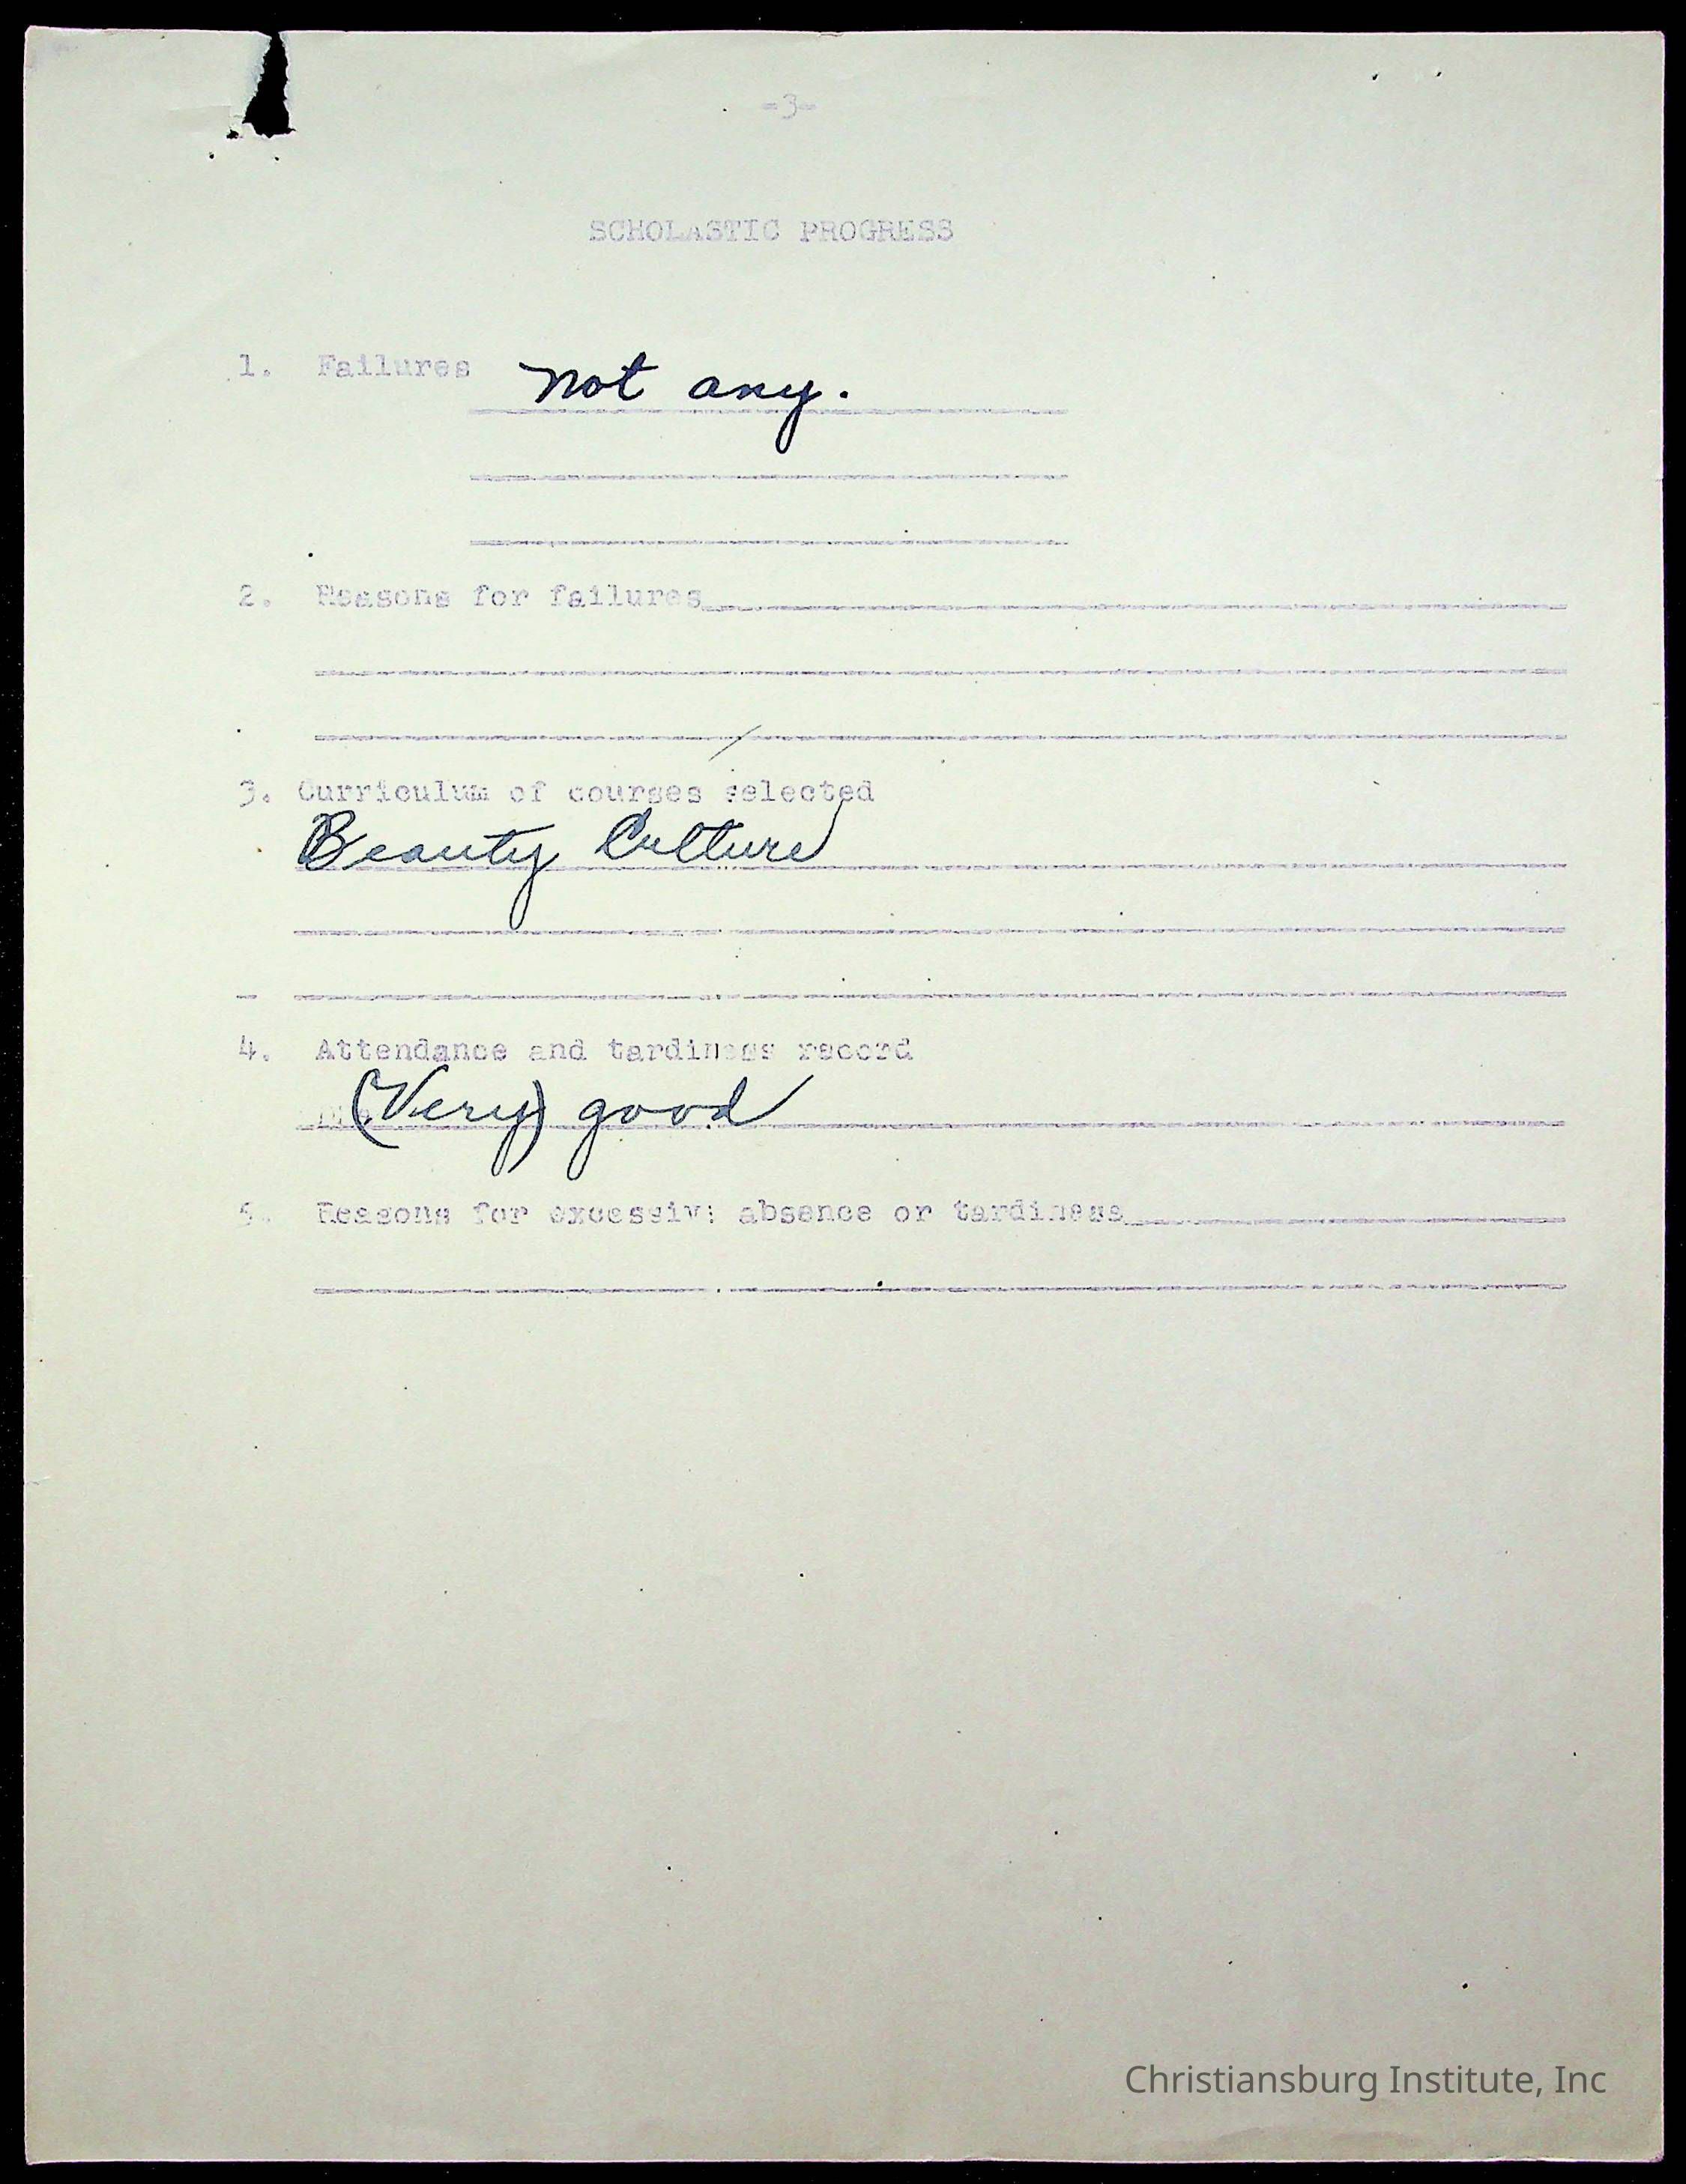 -3-
SCHOLASTIC PROGRESS
1. Failures not any.
2. Reasons for failures
3. Curriculum of courses selected
Beauty Culture
4. Attendance and tardiness record
(Very) good
5. Reasons for excessive absence or tardiness
Christiansburg Institute, Inc